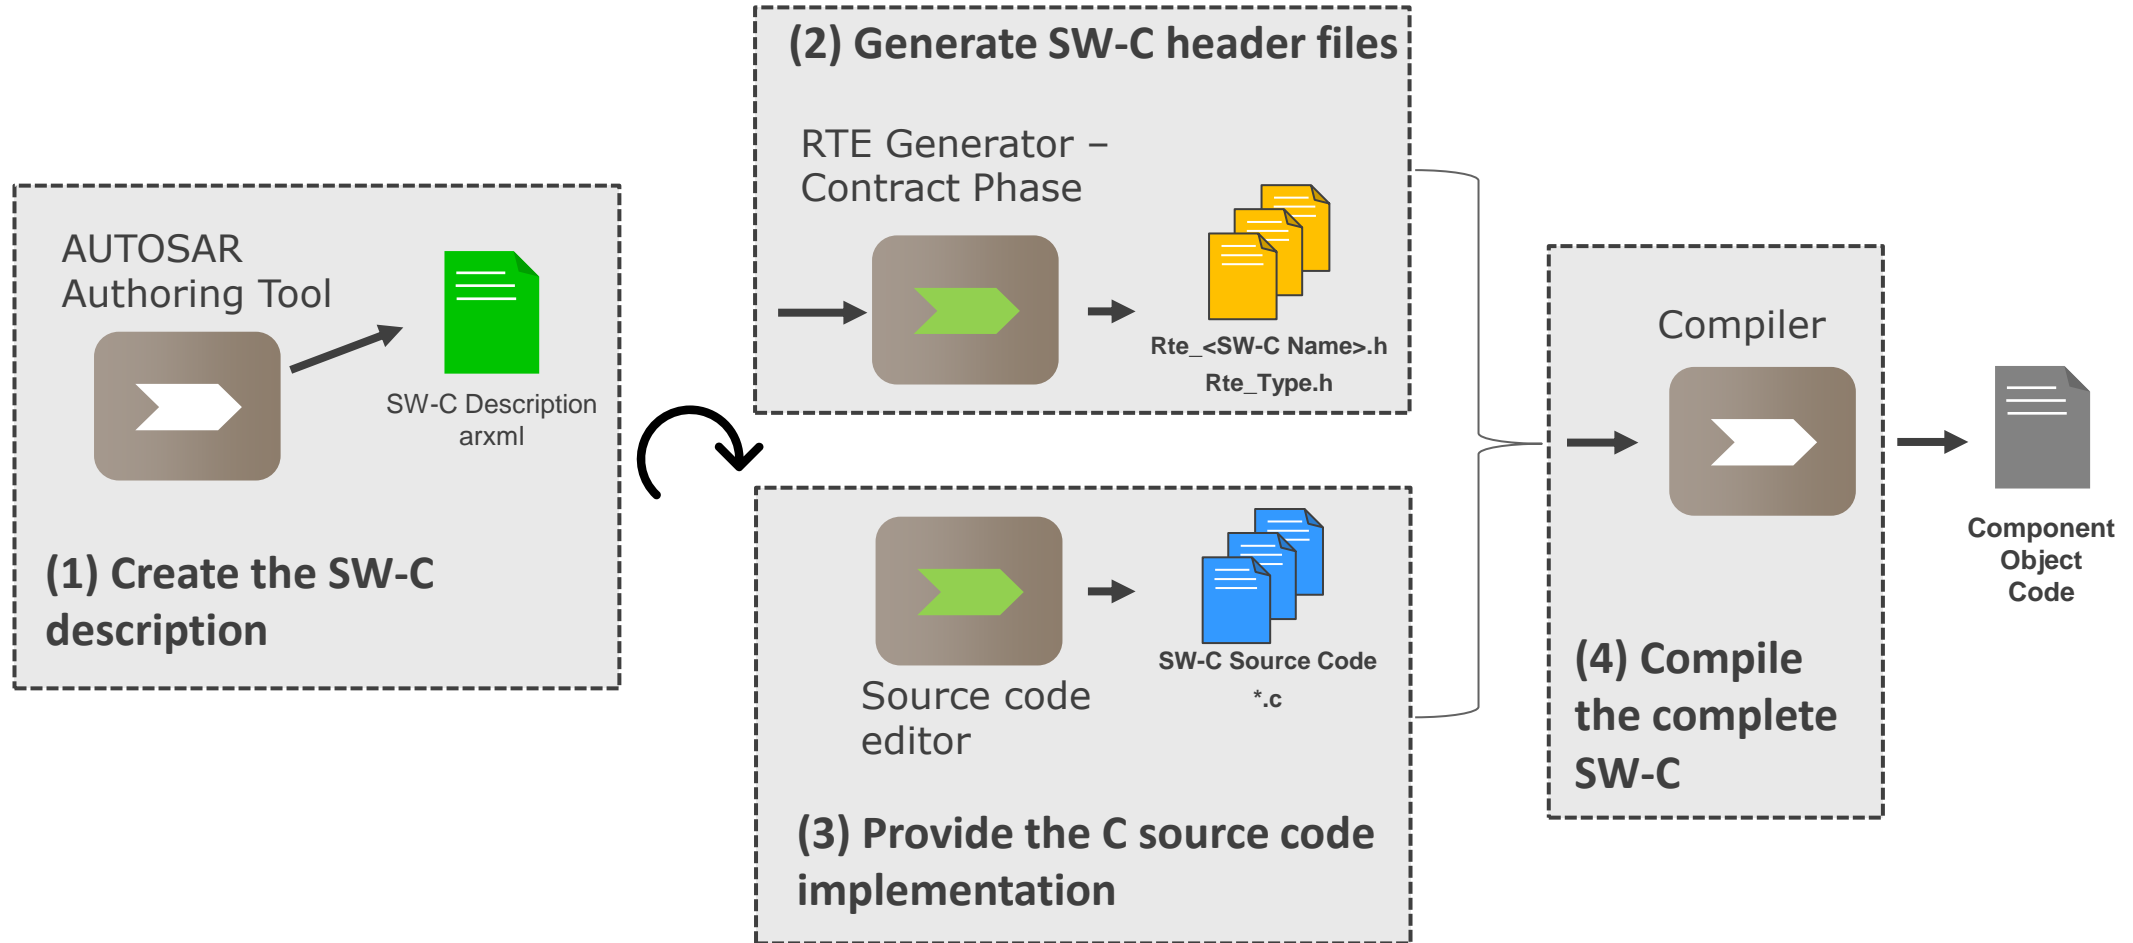 AUTOSAR
Authoring Tool
SW-C Description
arxml
(1) Create the SW-C
description
(2) Generate SW-C header files
RTE Generator –
Contract Phase
Rte_<SW-C Name>.h
Rte_Type.h
SW-C Source Code
*.c
Source code
editor
(3) Provide the C source code
implementation
Compiler
(4) Compile
the complete
SW-C
Component
Object
Code